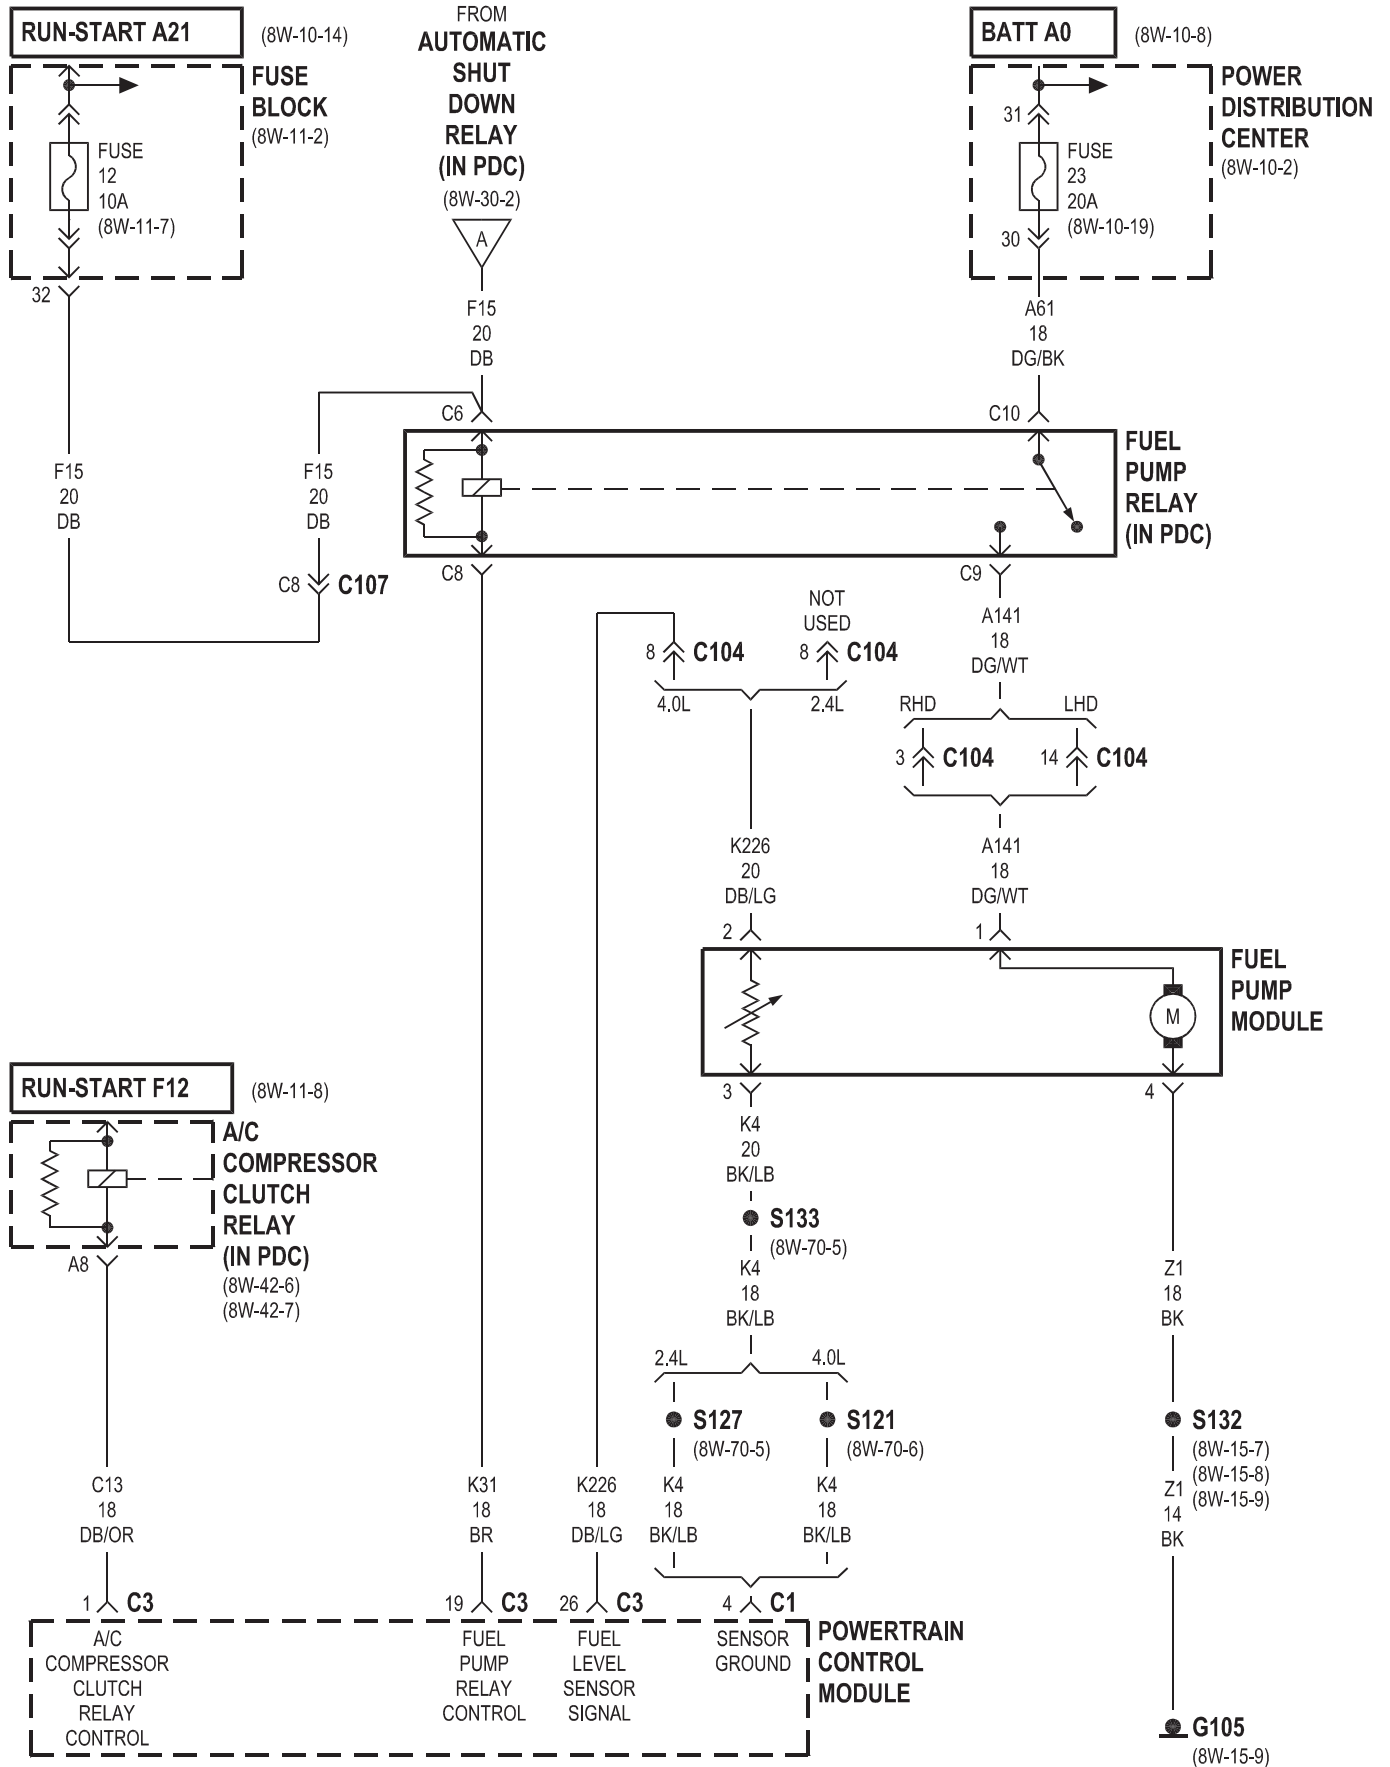 RUN-START A21
(8W-10-14)
FUSE
BLOCK
(8W-11-2)
FUSE
12
10A
(8W-11-7)
32
FROM
AUTOMATIC
SHUT
DOWN
RELAY
(IN PDC)
(8W-30-2)
A
F15
20
DB
BATT A0
(8W-10-8)
POWER
DISTRIBUTION
CENTER
(8W-10-2)
31
FUSE
23
20A
(8W-10-19)
30
A61
18
DG/BK
C6
C10
FUEL
PUMP
RELAY
(IN PDC)
F15
20
DB
F15
20
DB
C8
C107
C8
C9
A141
18
DG/WT
NOT
USED
8
C104
8
C104
4.0L
2.4L
RHD
LHD
3
C104
14
C104
K226
20
DB/LG
A141
18
DG/WT
2
1
FUEL
PUMP
MODULE
M
3
4
RUN-START F12
(8W-11-8)
A/C
COMPRESSOR
CLUTCH
RELAY
(IN PDC)
(8W-42-6)
(8W-42-7)
A8
K4
20
BK/LB
S133
(8W-70-5)
K4
18
BK/LB
Z1
18
BK
2.4L
4.0L
S127
(8W-70-5)
S121
(8W-70-6)
S132
(8W-15-7)
(8W-15-8)
(8W-15-9)
C13
18
DB/OR
K31
18
BR
K226
18
DB/LG
K4
18
BK/LB
K4
18
BK/LB
Z1
14
BK
1
C3
19
C3
26
C3
4
C1
A/C
COMPRESSOR
CLUTCH
RELAY
CONTROL
FUEL
PUMP
RELAY
CONTROL
FUEL
LEVEL
SENSOR
SIGNAL
SENSOR
GROUND
POWERTRAIN
CONTROL
MODULE
G105
(8W-15-9)